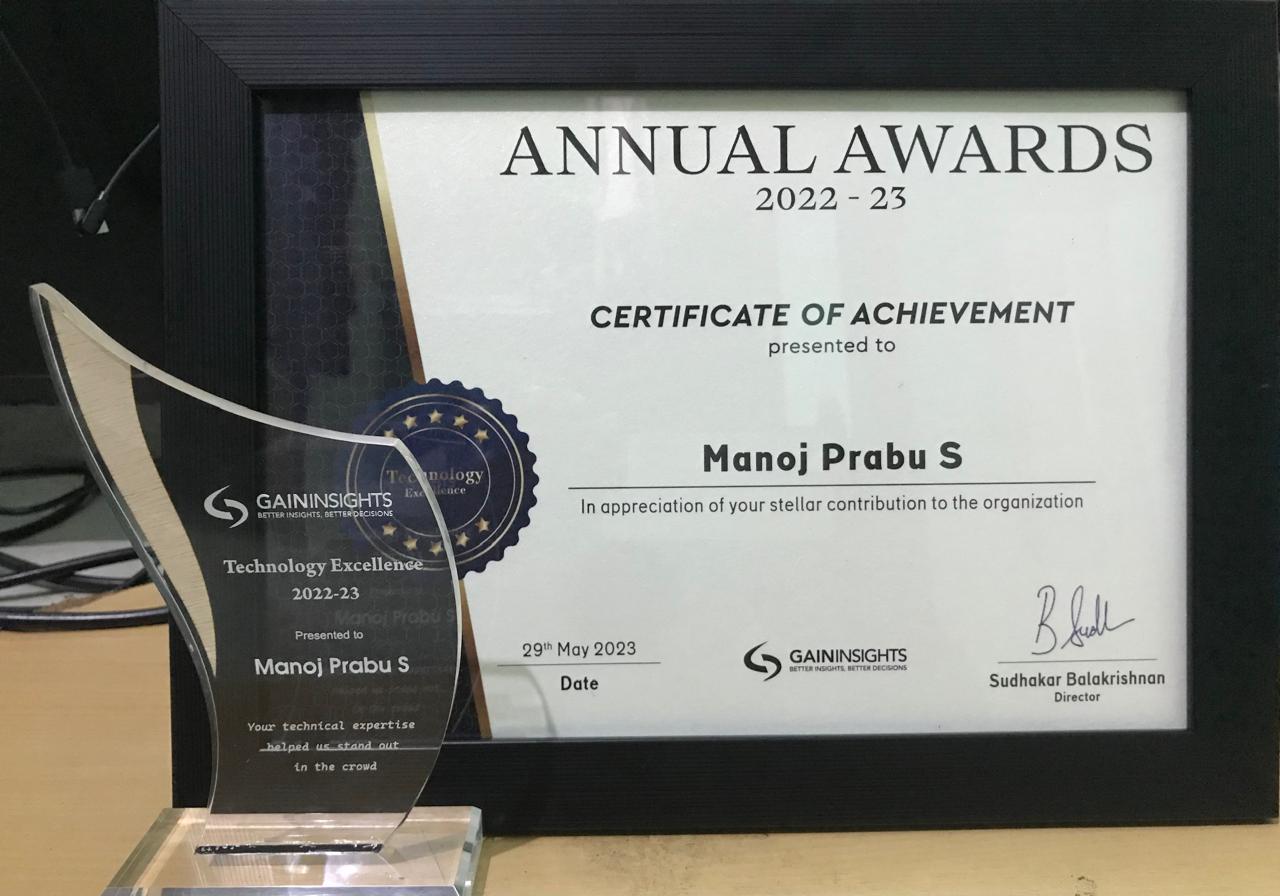 ANNUAL AWARDS
2022 - 23
CERTIFICATE OF ACHIEVEMENT
presented to
Manoj Prabu S
In appreciation of your stellar contribution to the organization
29th May 2023
Date
GAININSIGHTS
BETTER INSIGHTS, BETTER DECISIONS
Sudhakar Balakrishnan
Director
Technology
Excellence
GAININSIGHTS
BETTER INSIGHTS, BETTER DECISIONS
Technology Excellence
2022-23
Presented to
Manoj Prabu S
Your technical expertise
helped us stand out
in the crowd